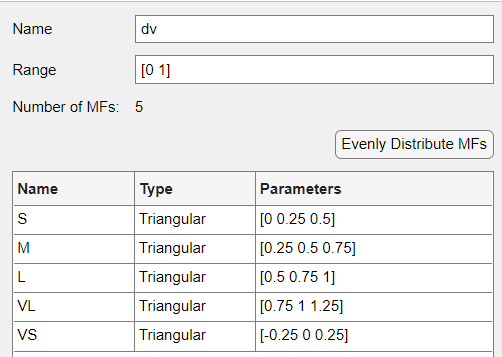 Name dv
Range [0 1]
Number of MFs: 5
Evenly Distribute MFs
Name Type Parameters
S Triangular [0 0.25 0.5]
M Triangular [0.25 0.5 0.75]
L Triangular [0.5 0.75 1]
VL Triangular [0.75 1 1.25]
VS Triangular [-0.25 0 0.25]